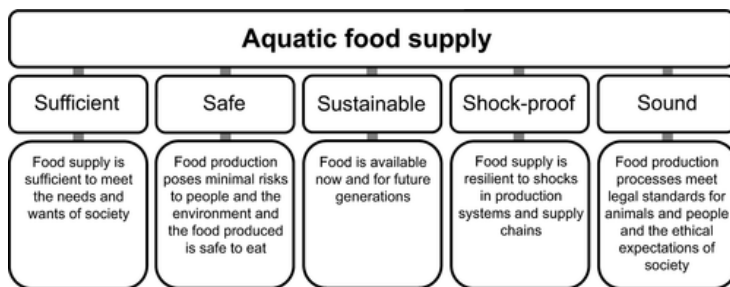 Aquatic food supply
Sufficient
Safe
Sustainable
Shock-proof
Sound
Food supply is
sufficient to meet
the needs and
wants of society
Food production
poses minimal risks
to people and the
environment and
the food produced
is safe to eat
Food is available
now and for future
generations
Food supply is
resilient to shocks
in production
systems and supply
chains
Food production
processes meet
legal standards for
animals and people
and the ethical
expectations of
society